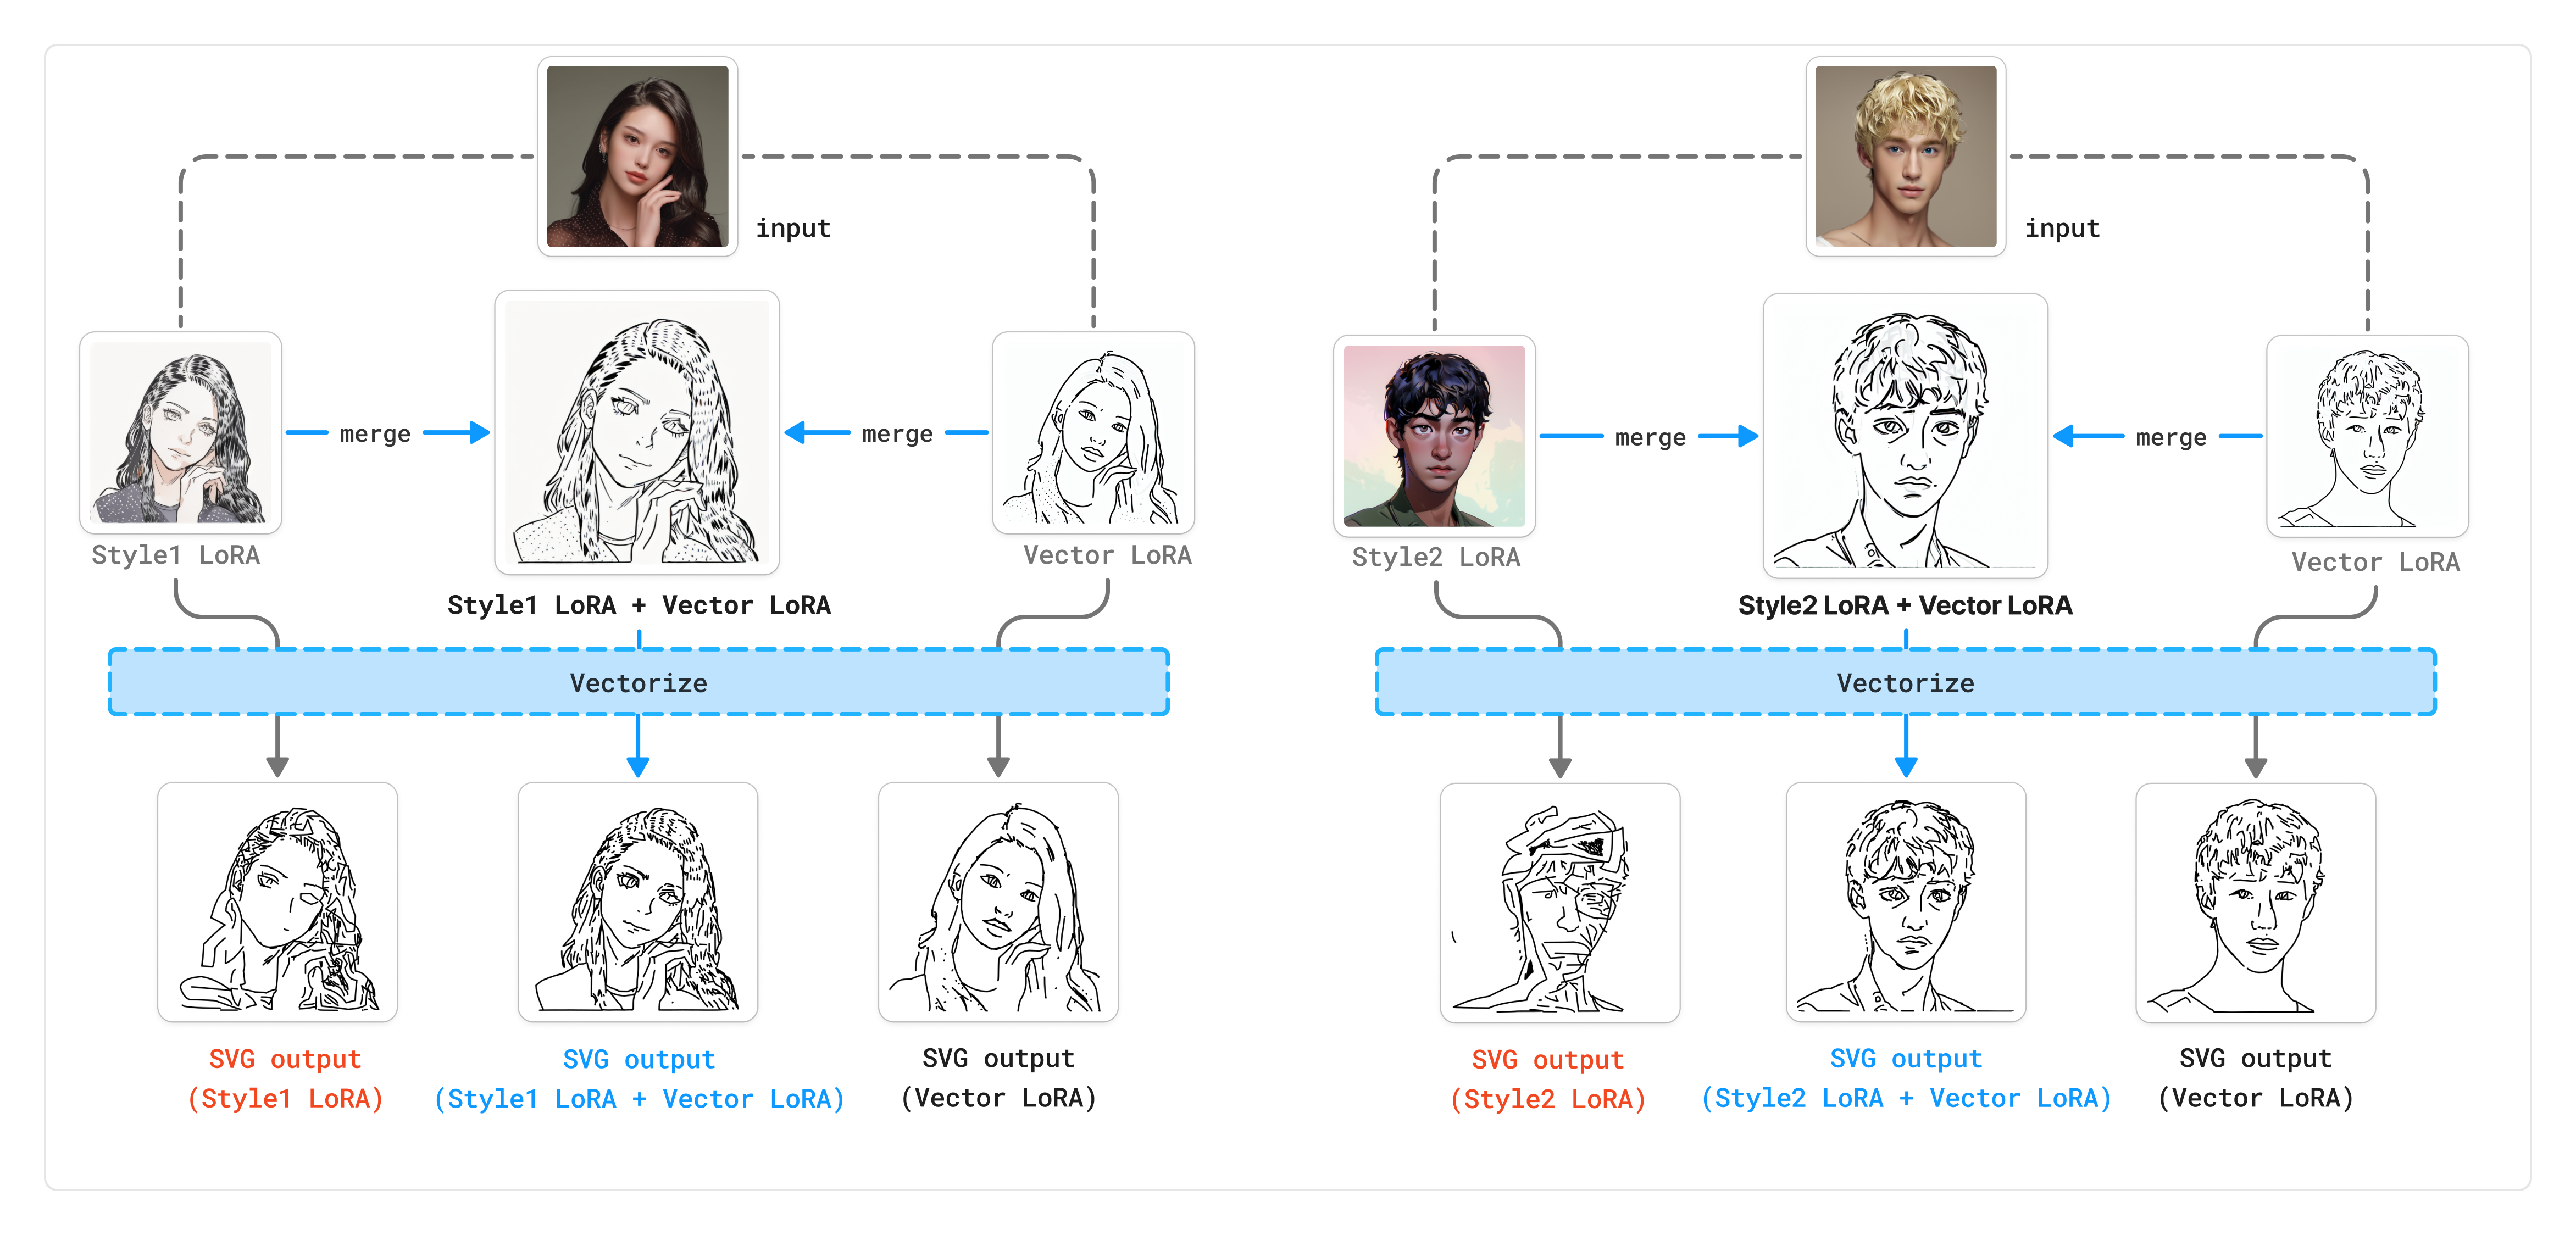 input
merge
merge
Style1 LoRA
Vector LoRA
Style1 LoRA + Vector LoRA
Vectorize
SVG output
(Style1 LoRA)
SVG output
(Style1 LoRA + Vector LoRA)
SVG output
(Vector LoRA)
input
merge
merge
Style2 LoRA
Vector LoRA
Style2 LoRA + Vector LoRA
Vectorize
SVG output
(Style2 LoRA)
SVG output
(Style2 LoRA + Vector LoRA)
SVG output
(Vector LoRA)